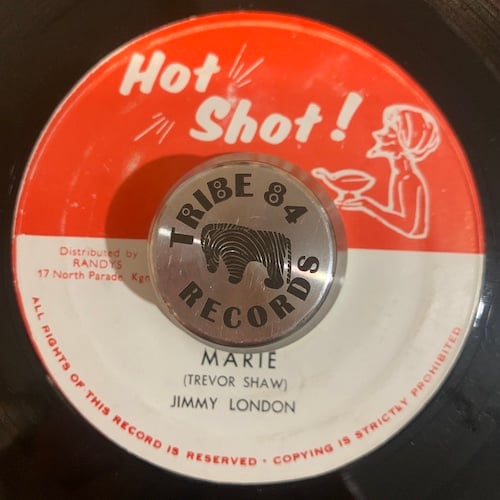 Hot
Shot!
TRIBE 84
RECORDS
Distributed by
RANDYS
17 North Parade, Kgn
MARIE
(TREVOR SHAW)
JIMMY LONDON
ALL RIGHTS OF THIS RECORD IS RESERVED • COPYING IS STRICTLY PROHIBITED